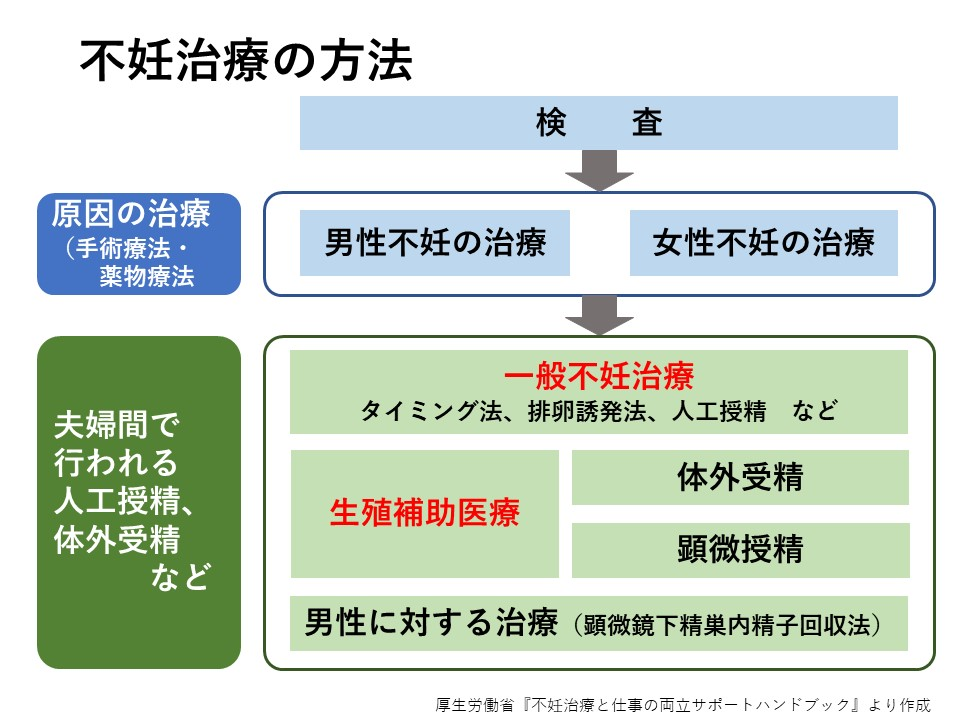 不妊治療の方法
検　　査
原因の治療
（手術療法・
薬物療法
男性不妊の治療
女性不妊の治療
夫婦間で
行われる
人工授精、
体外受精
など
一般不妊治療
タイミング法、排卵誘発法、人工授精　など
生殖補助医療
体外受精
顕微授精
男性に対する治療（顕微鏡下精巣内精子回収法）
厚生労働省『不妊治療と仕事の両立サポートハンドブック』より作成